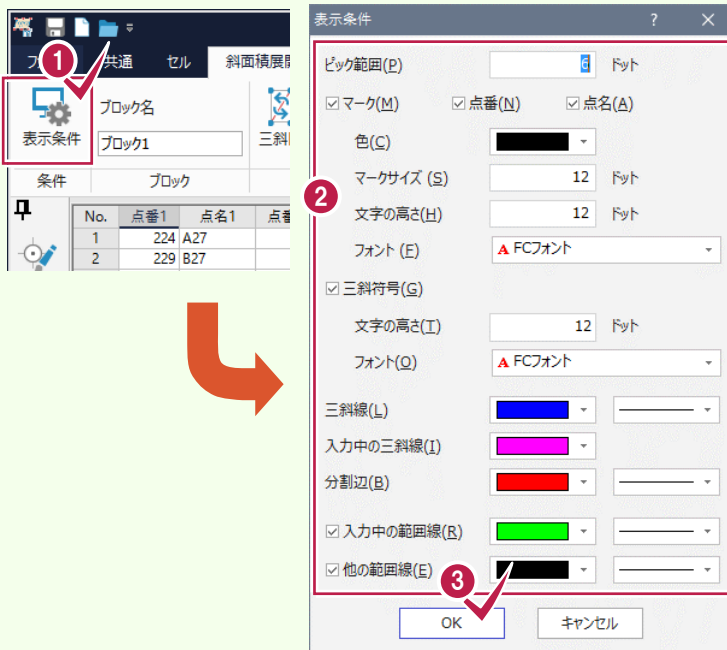 フ
共通
セル
斜面積展開
1
表示条件
ブロック名
ブロック1
三斜
条件
ブロック
No. 点番1 点名1 点番
1 224 A27
2 229 B27
表示条件 ? ×
2
ピック範囲(P) 6 ドット
マーク(M) 点番(N) 点名(A)
色(C)
マークサイズ (S) 12 ドット
文字の高さ(H) 12 ドット
フォント (F) A FCフォント
三斜符号(G)
文字の高さ(T) 12 ドット
フォント(O) A FCフォント
三斜線(L)
入力中の三斜線(I)
分割辺(B)
入力中の範囲線(R)
他の範囲線(E)
3
OK キャンセル